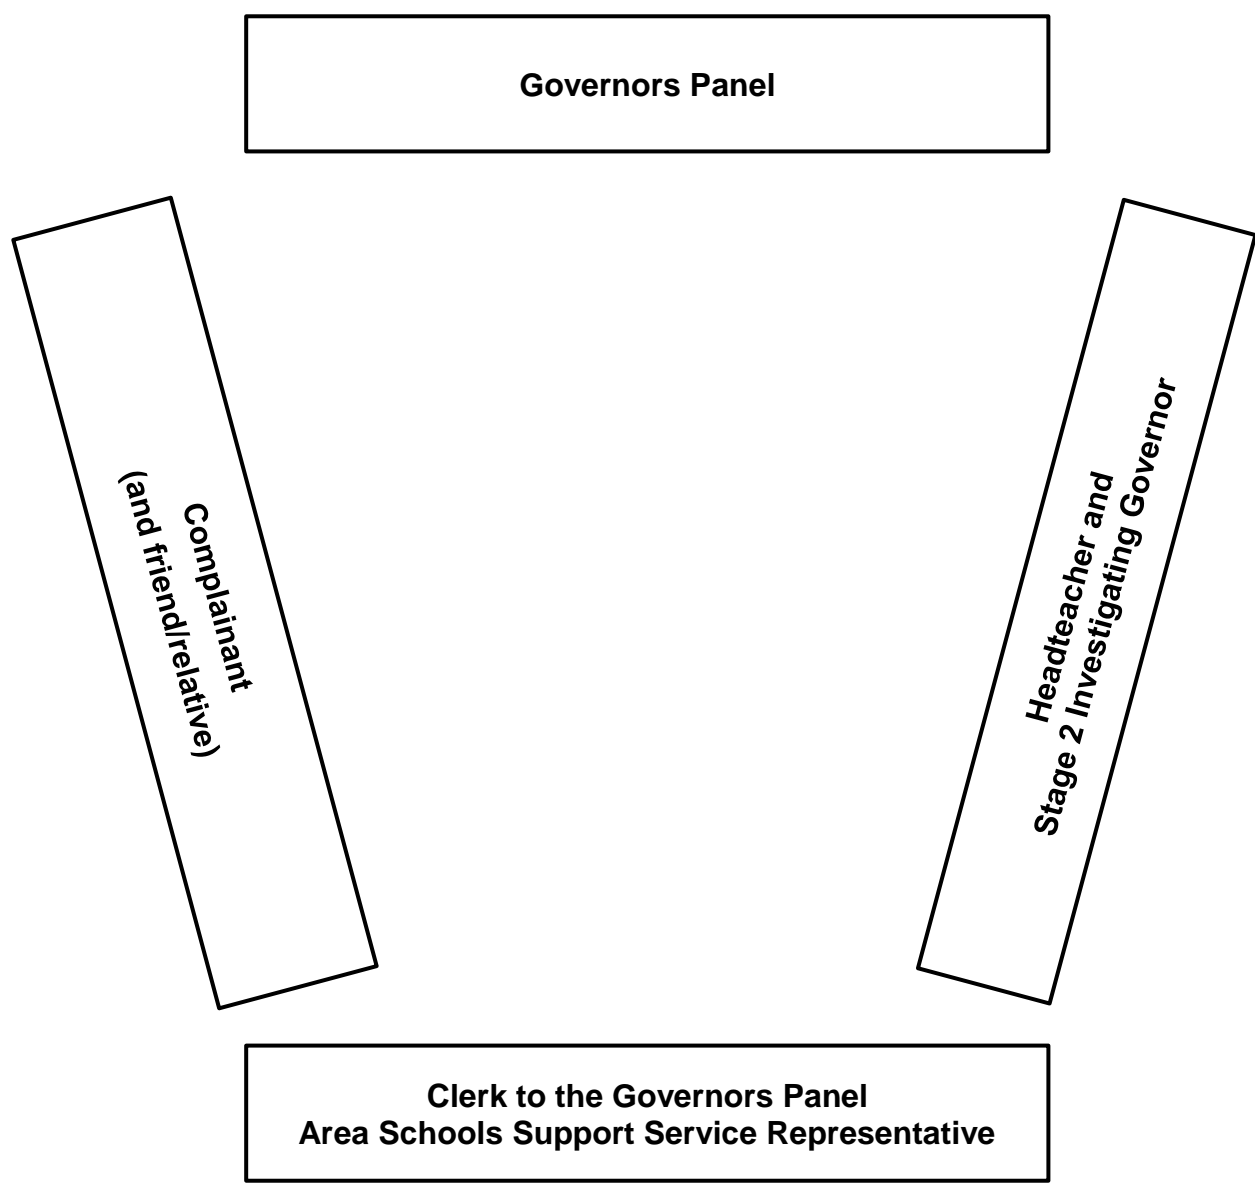 Governors Panel
Complainant
(and friend/relative)
Headteacher and
Stage 2 Investigating Governor
Clerk to the Governors Panel
Area Schools Support Service Representative